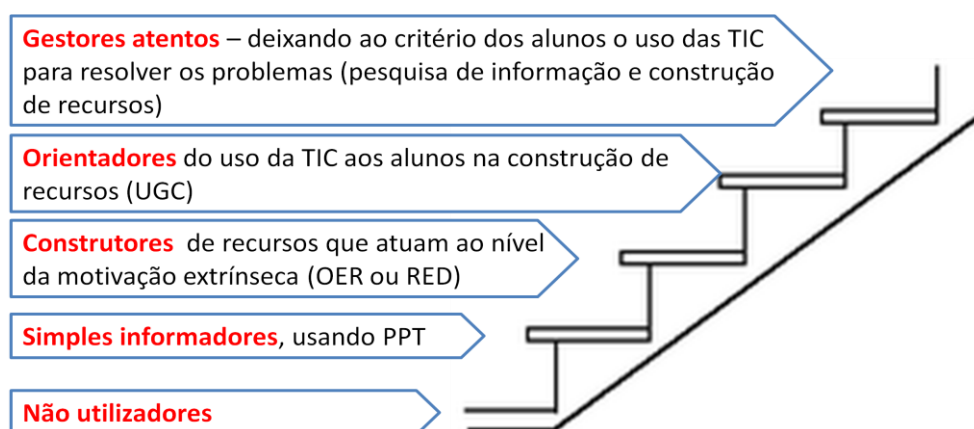 Gestores atentos – deixando ao critério dos alunos o uso das TIC
para resolver os problemas (pesquisa de informação e construção
de recursos)
Orientadores do uso da TIC aos alunos na construção de
recursos (UGC)
Construtores de recursos que atuam ao nível
da motivação extrínseca (OER ou RED)
Simples informadores, usando PPT
Não utilizadores